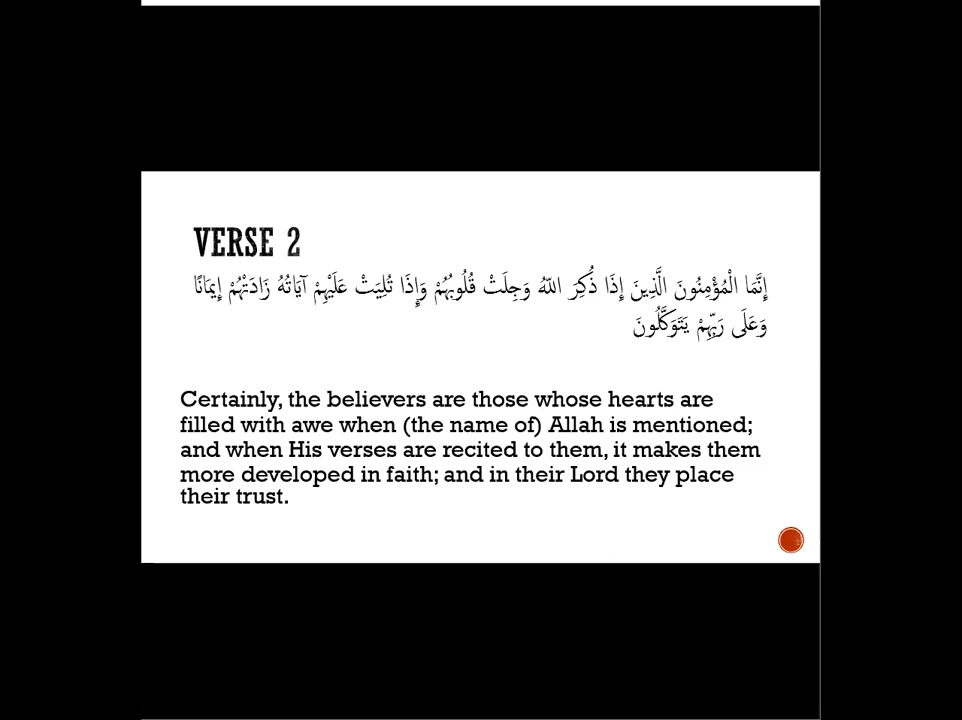 VERSE 2
إِنَّمَا الْمُؤْمِنُونَ الَّذِينَ إِذَا ذُكِرَ اللَّهُ وَجِلَتْ قُلُوبُهُمْ وَإِذَا تُلِيَتْ عَلَيْهِمْ آيَاتُهُ زَادَتْهُمْ إِيمَانًا
وَعَلَى رَبِّهِمْ يَتَوَكَّلُونَ
Certainly, the believers are those whose hearts are
filled with awe when (the name of) Allah is mentioned;
and when His verses are recited to them, it makes them
more developed in faith; and in their Lord they place
their trust.